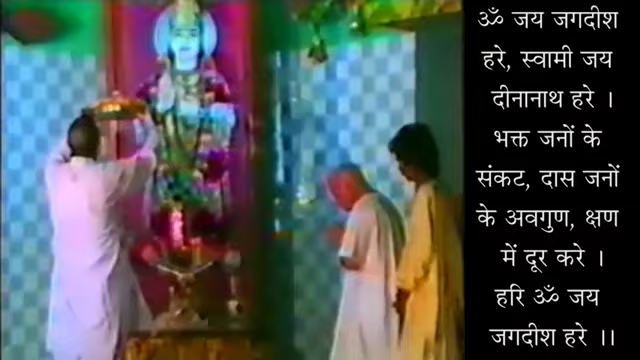 ॐ जय जगदीश
हरे, स्वामी जय
दीनानाथ हरे ।
भक्त जनों के
संकट, दास जनों
के अवगुण, क्षण
में दूर करे ।
हरि ॐ जय
जगदीश हरे ।।